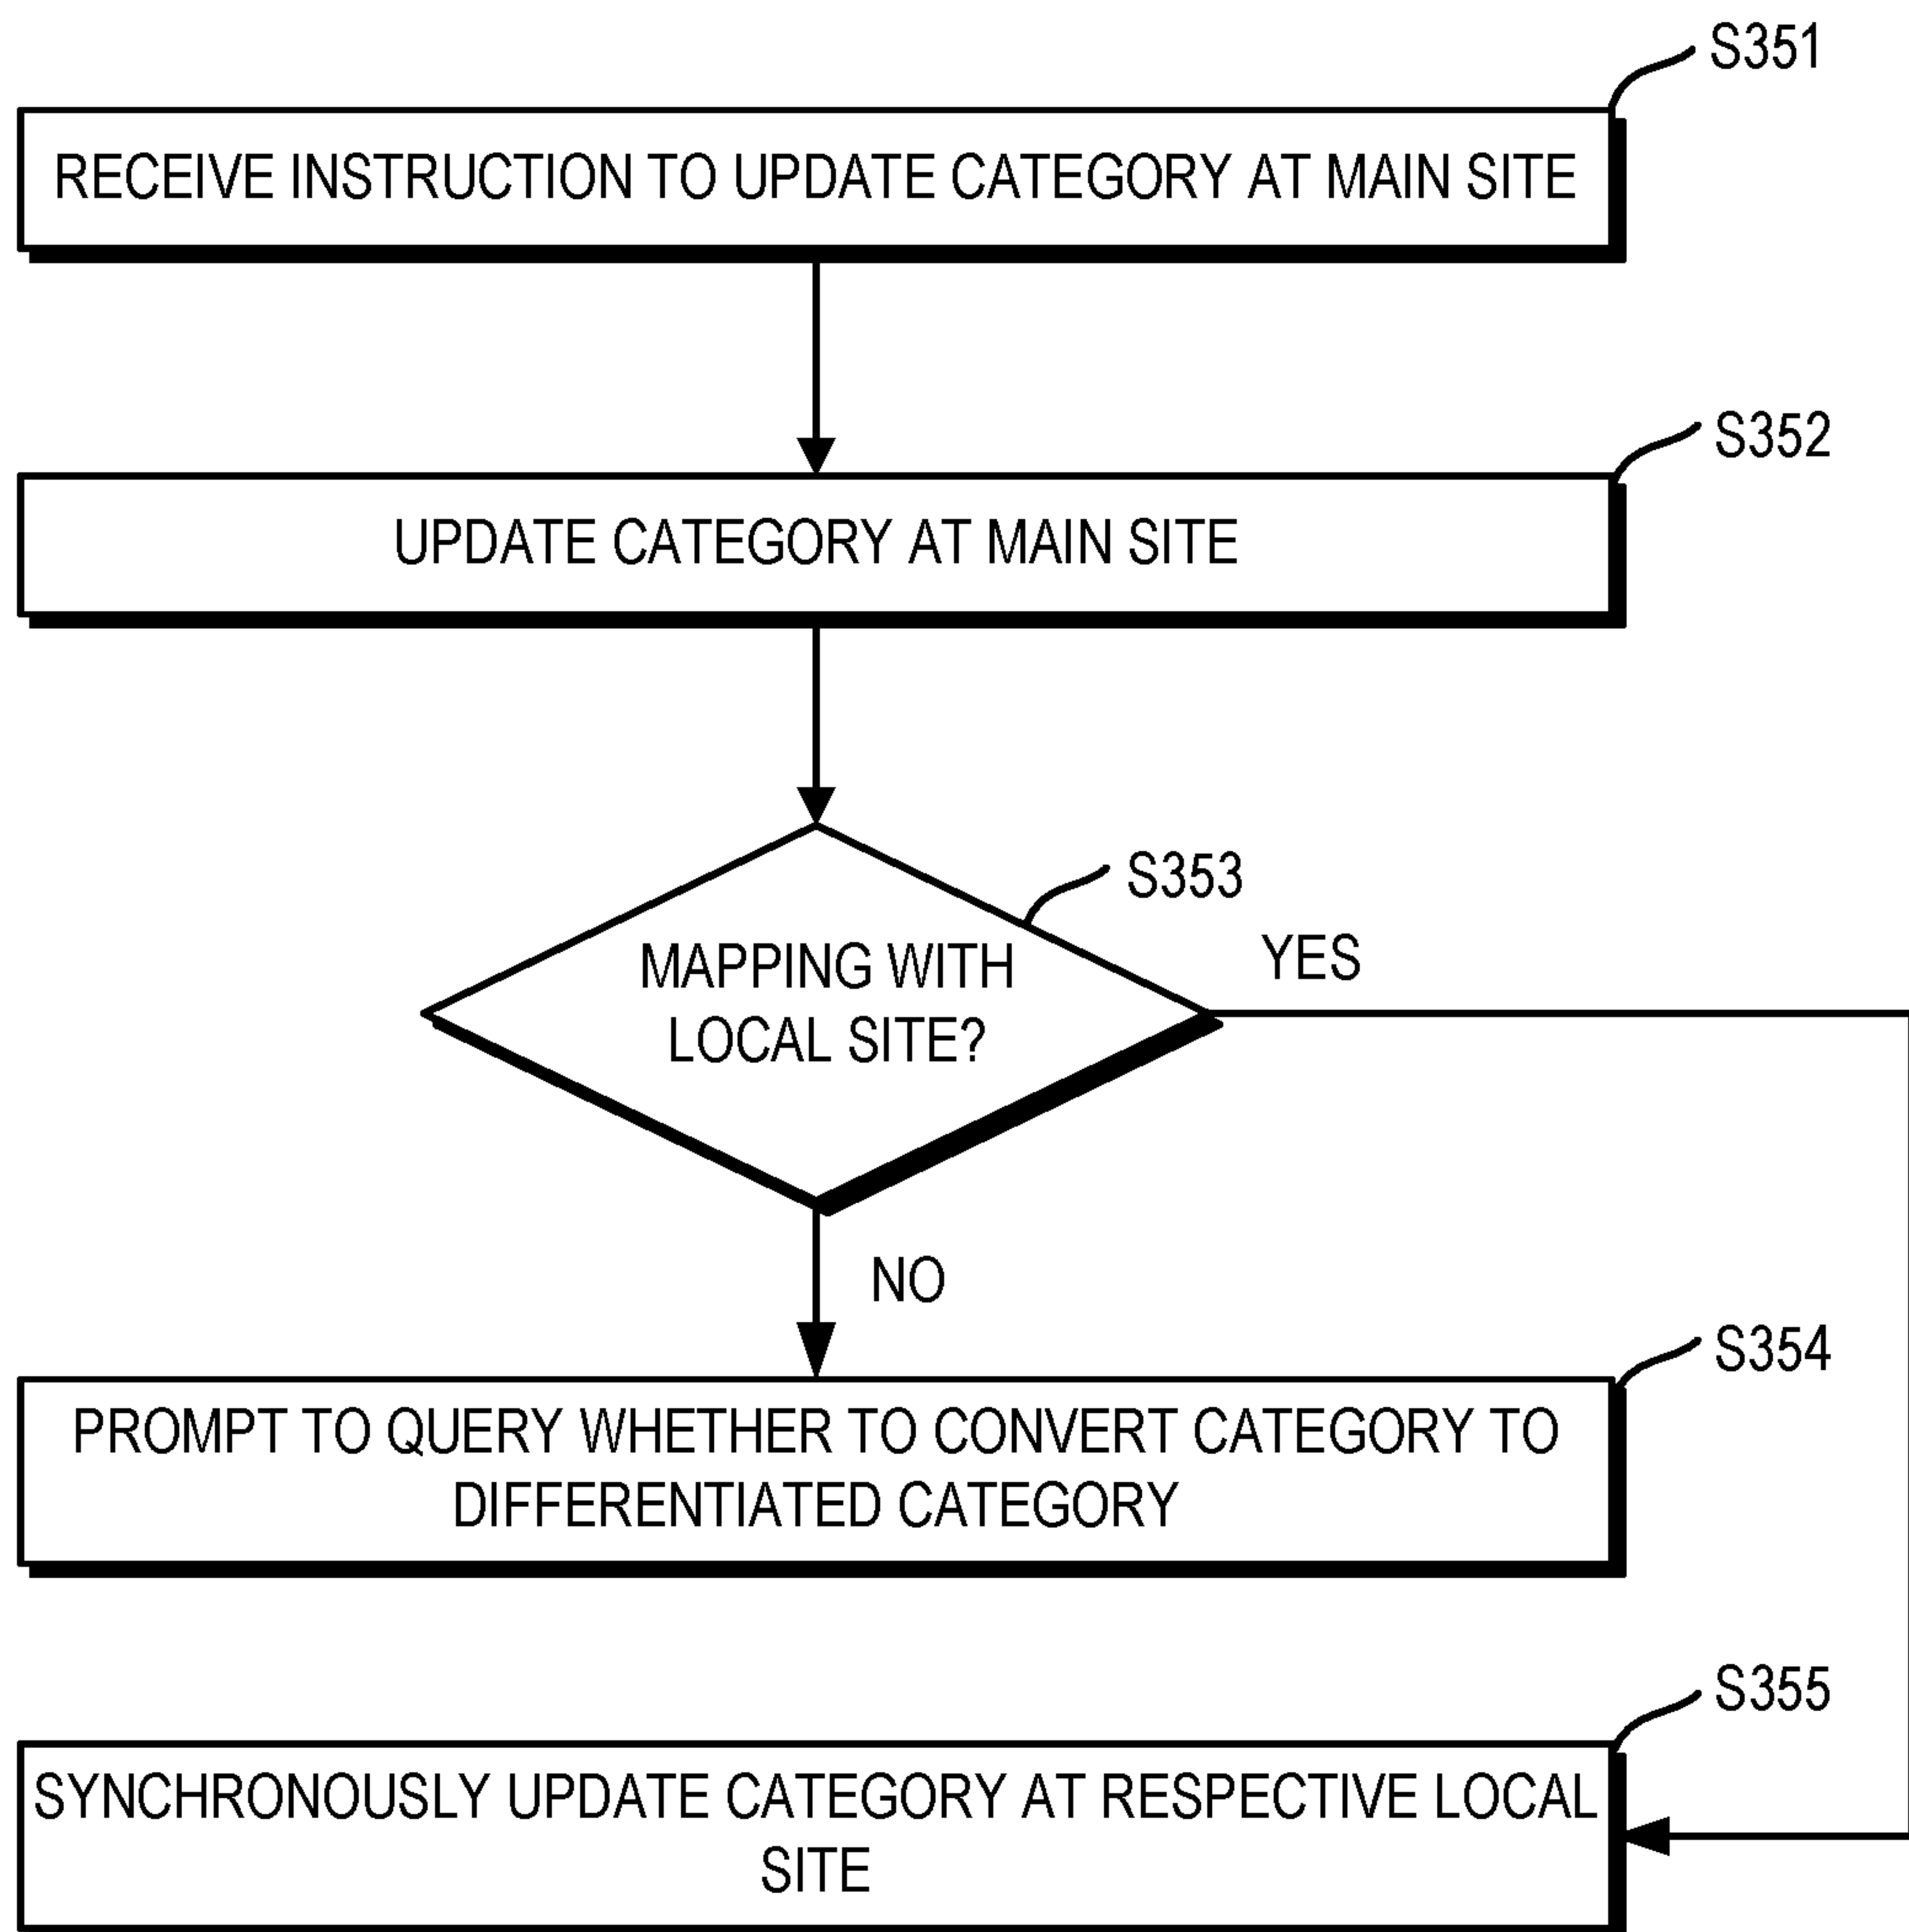 S351
RECEIVE INSTRUCTION TO UPDATE CATEGORY AT MAIN SITE
S352
UPDATE CATEGORY AT MAIN SITE
S353
MAPPING WITH
LOCAL SITE?
YES
NO
S354
PROMPT TO QUERY WHETHER TO CONVERT CATEGORY TO
DIFFERENTIATED CATEGORY
S355
SYNCHRONOUSLY UPDATE CATEGORY AT RESPECTIVE LOCAL
SITE